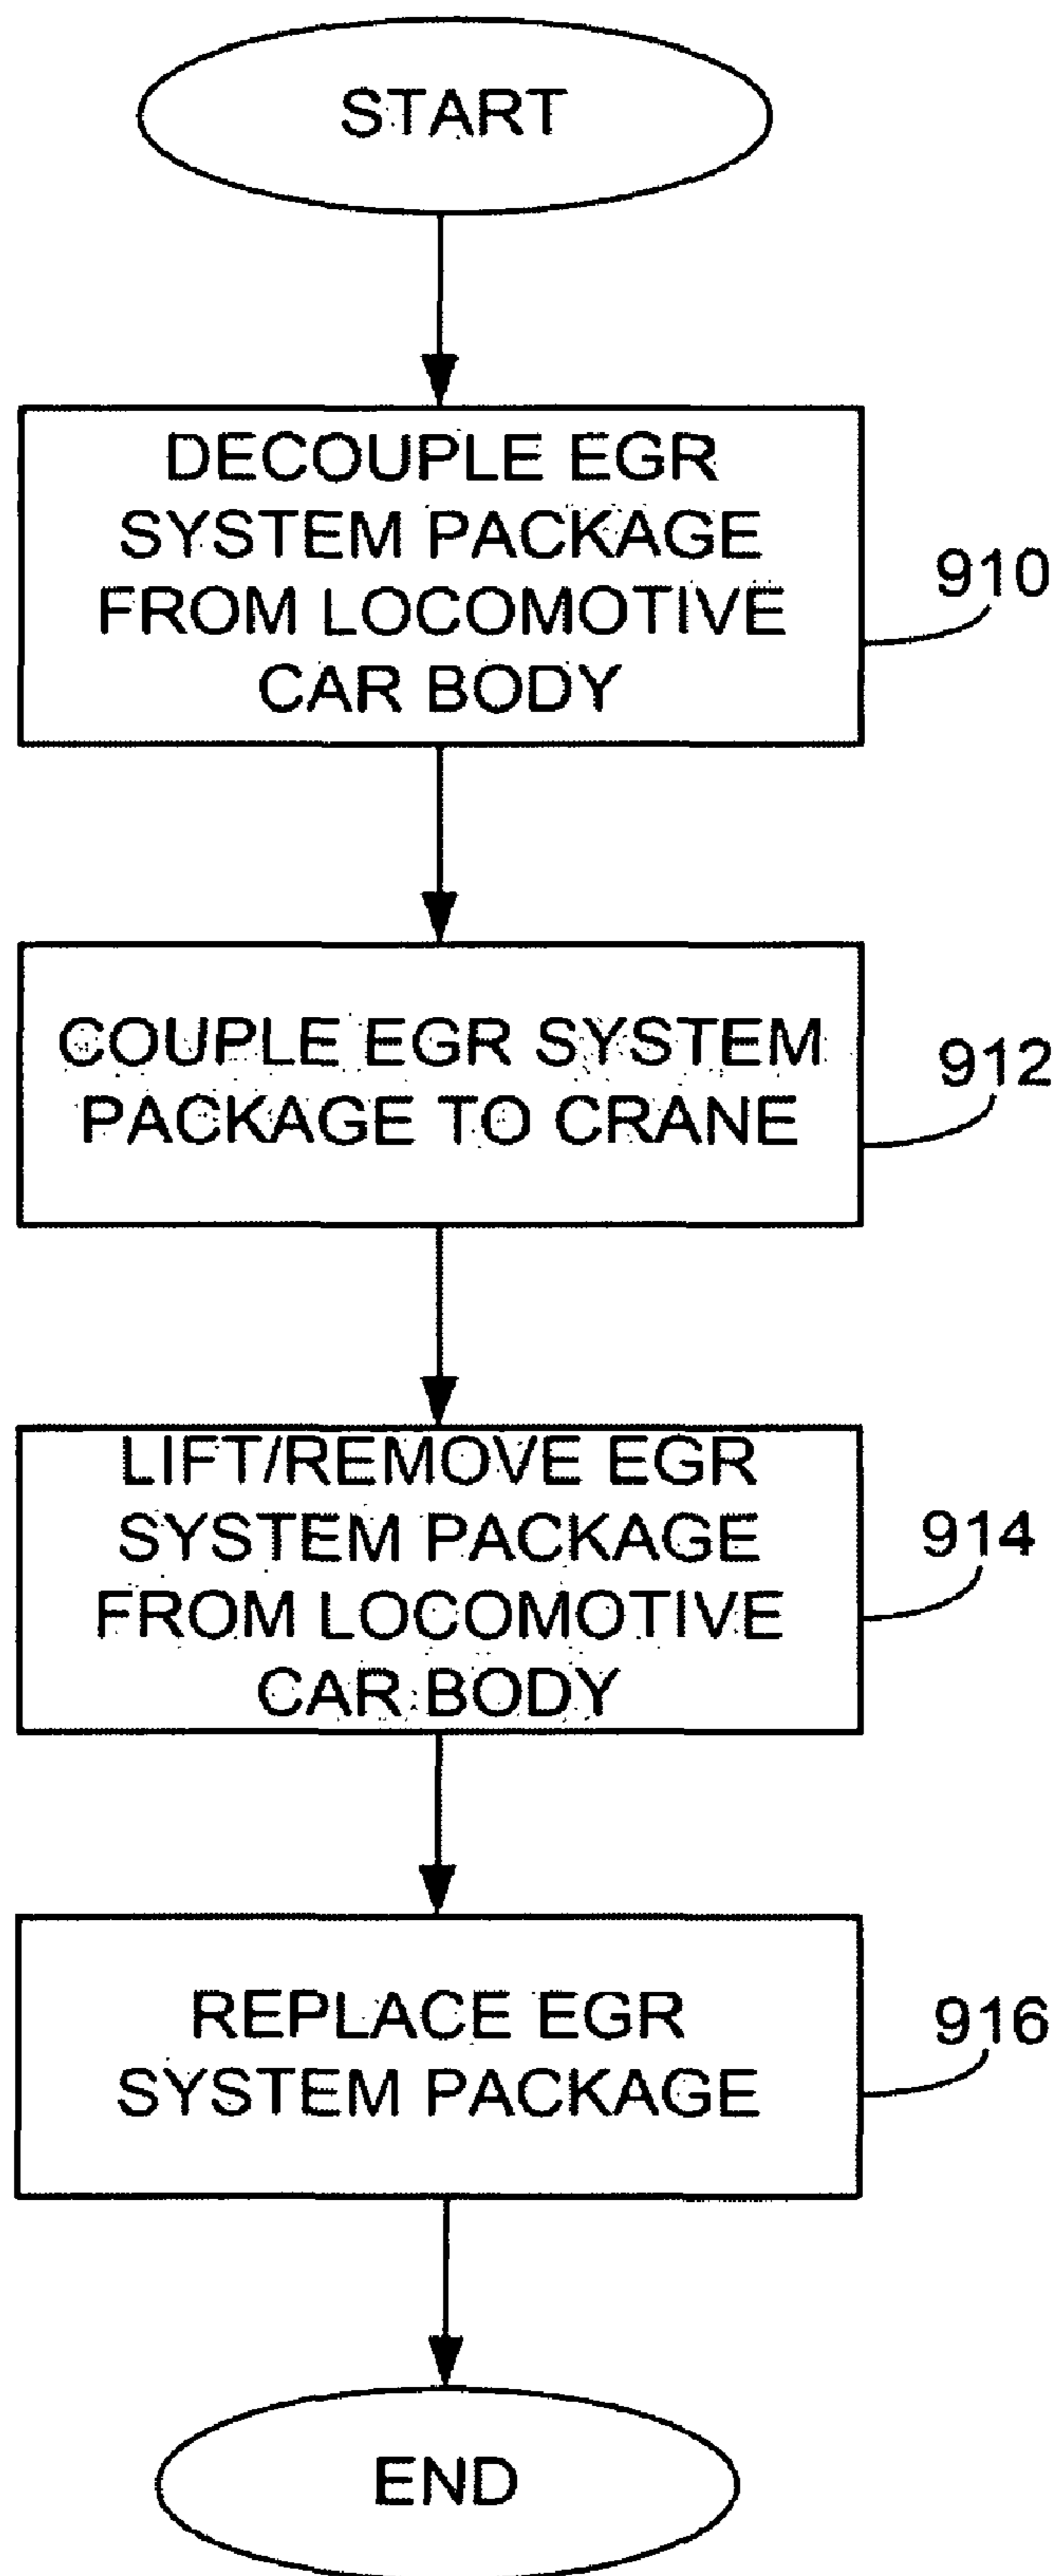 START
DECOUPLE EGR
SYSTEM PACKAGE
FROM LOCOMOTIVE
CAR BODY
910
COUPLE EGR SYSTEM
PACKAGE TO CRANE
912
LIFT/REMOVE EGR
SYSTEM PACKAGE
FROM LOCOMOTIVE
CAR BODY
914
REPLACE EGR
SYSTEM PACKAGE
916
END